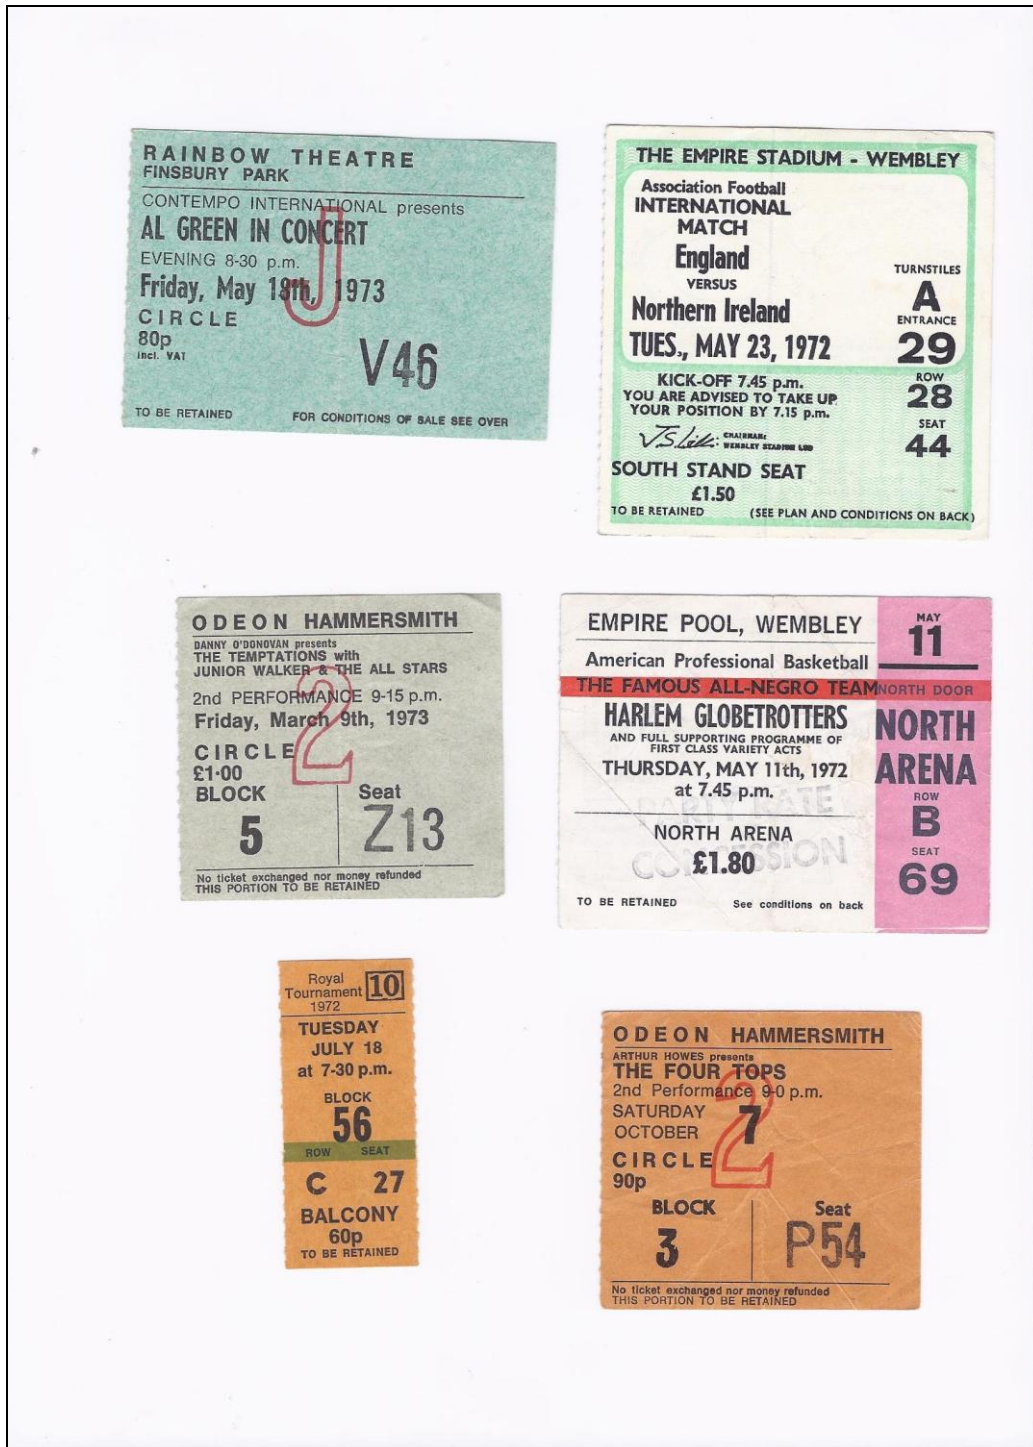 RAINBOW THEATRE
FINSBURY PARK
CONTEMPO INTERNATIONAL presents
AL GREEN IN CONCERT
EVENING 8-30 p.m.
Friday, May 18th, 1973
CIRCLE
80p
incl. VAT
J
V46
TO BE RETAINED FOR CONDITIONS OF SALE SEE OVER
THE EMPIRE STADIUM - WEMBLEY
Association Football
INTERNATIONAL
MATCH
England
VERSUS
Northern Ireland
TUES., MAY 23, 1972
KICK-OFF 7.45 p.m.
YOU ARE ADVISED TO TAKE UP
YOUR POSITION BY 7.15 p.m.
CHAIRMAN:
WEMBLEY STADIUM LTD
SOUTH STAND SEAT
£1.50
TO BE RETAINED (SEE PLAN AND CONDITIONS ON BACK)
TURNSTILES
A
ENTRANCE
29
ROW
28
SEAT
44
ODEON HAMMERSMITH
DANNY O'DONOVAN presents
THE TEMPTATIONS with
JUNIOR WALKER & THE ALL STARS
2nd PERFORMANCE 9-15 p.m.
Friday, March 9th, 1973
2
CIRCLE
£1·00
BLOCK Seat
5 Z13
No ticket exchanged nor money refunded
THIS PORTION TO BE RETAINED
EMPIRE POOL, WEMBLEY
American Professional Basketball
THE FAMOUS ALL-NEGRO TEAM
HARLEM GLOBETROTTERS
AND FULL SUPPORTING PROGRAMME OF
FIRST CLASS VARIETY ACTS
THURSDAY, MAY 11th, 1972
at 7.45 p.m.
PARTY RATE
NORTH ARENA
CONCESSION
£1.80
TO BE RETAINED See conditions on back
MAY
11
NORTH DOOR
NORTH
ARENA
ROW
B
SEAT
69
Royal
Tournament 10
1972
TUESDAY
JULY 18
at 7-30 p.m.
BLOCK
56
ROW SEAT
C 27
BALCONY
60p
TO BE RETAINED
ODEON HAMMERSMITH
ARTHUR HOWES presents
THE FOUR TOPS
2nd Performance 9-0 p.m.
SATURDAY
OCTOBER 7
2
CIRCLE
90p
BLOCK Seat
3 P54
No ticket exchanged nor money refunded
THIS PORTION TO BE RETAINED